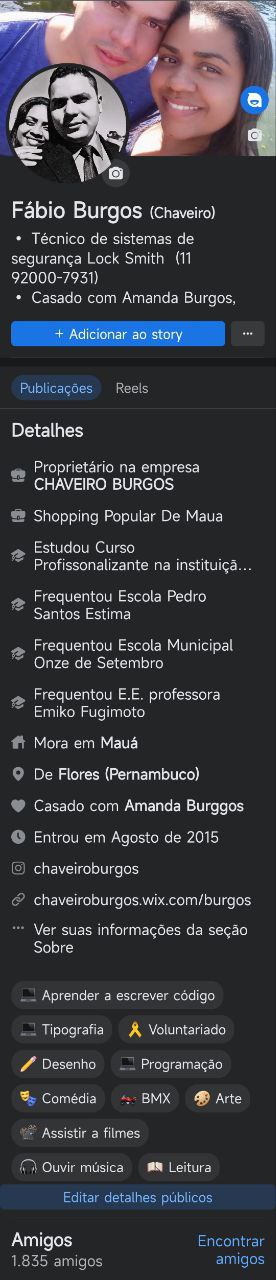 Fábio Burgos (Chaveiro)
• Técnico de sistemas de
segurança Lock Smith (11
92000-7931)
• Casado com Amanda Burgos,
+ Adicionar ao story
...
Publicações Reels
Detalhes
Proprietário na empresa
CHAVEIRO BURGOS
Shopping Popular De Maua
Estudou Curso
Profissonalizante na instituiçã...
Frequentou Escola Pedro
Santos Estima
Frequentou Escola Municipal
Onze de Setembro
Frequentou E.E. professora
Emiko Fugimoto
Mora em Mauá
De Flores (Pernambuco)
Casado com Amanda Burggos
Entrou em Agosto de 2015
chaveiroburgos
chaveiroburgos.wix.com/burgos
Ver suas informações da seção
Sobre
Aprender a escrever código
Tipografia Voluntariado
Desenho Programação
Comédia BMX Arte
Assistir a filmes
Ouvir música Leitura
Editar detalhes públicos
Amigos Encontrar
1.835 amigos amigos